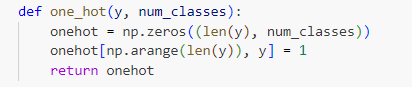 def one_hot(y, num_classes):
    onehot = np.zeros((len(y), num_classes))
    onehot[np.arange(len(y)), y] = 1
    return onehot